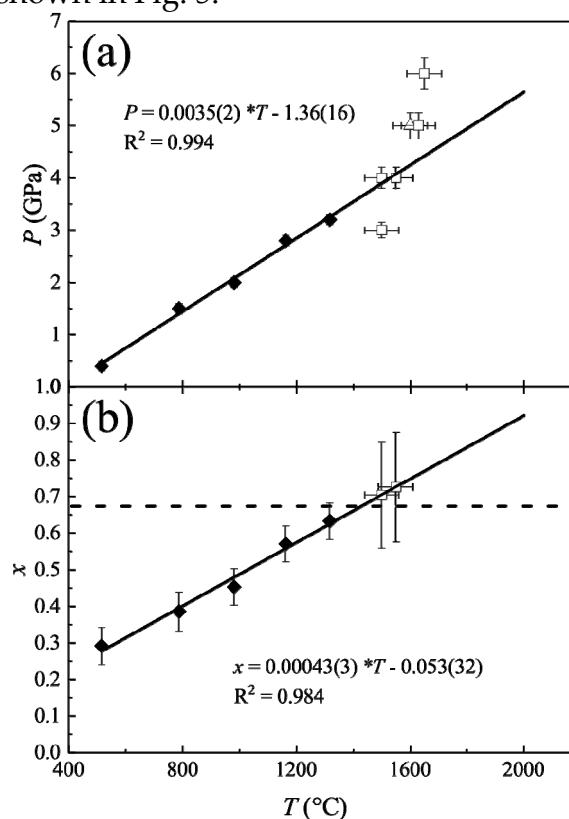 shown in Fig. 3.
(a)
7
6
5
4
3
2
1
P (GPa)
P = 0.0035(2) *T - 1.36(16)
R² = 0.994
(b)
1.0
0.9
0.8
0.7
0.6
0.5
0.4
0.3
0.2
0.1
0.0
x
x = 0.00043(3) *T - 0.053(32)
R² = 0.984
400 800 1200 1600 2000
T (°C)